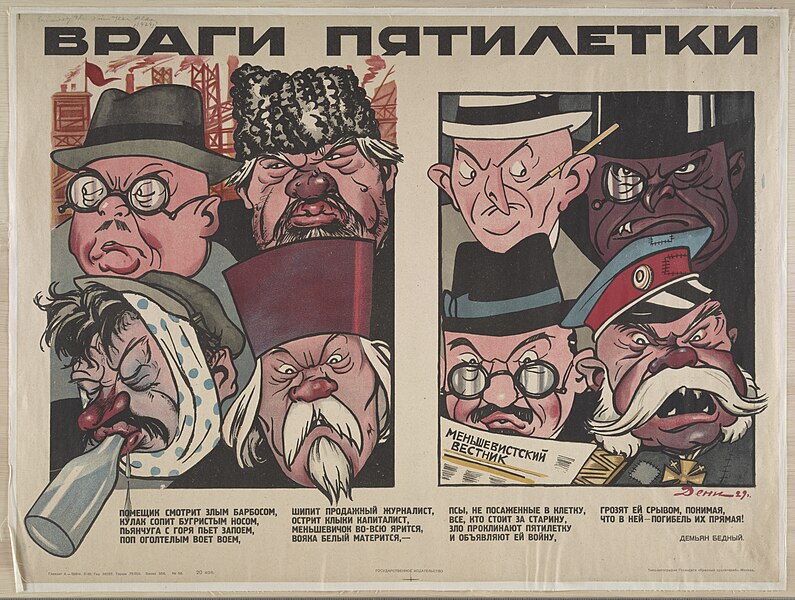 ВРАГИ ПЯТИЛЕТКИ
МЕНЬШЕВИСТСКИЙ
ВЕСТНИК
Дени 29г.
ПОМЕЩИК СМОТРИТ ЗЛЫМ БАРБОСОМ,
КУЛАК СОПИТ БУГРИСТЫМ НОСОМ,
ПЬЯНЧУГА С ГОРЯ ПЬЕТ ЗАПОЕМ,
ПОП ОГОЛТЕЛЫМ ВОЕТ ВОЕМ,
ШИПИТ ПРОДАЖНЫЙ ЖУРНАЛИСТ,
ОСТРИТ КЛЫКИ КАПИТАЛИСТ,
МЕНЬШЕВИЧОК ВО-ВСЮ ЯРИТСЯ,
ВОЯКА БЕЛЫЙ МАТЕРИТСЯ,—
ПСЫ, НЕ ПОСАЖЕННЫЕ В КЛЕТКУ,
ВСЕ, КТО СТОИТ ЗА СТАРИНУ,
ЗЛО ПРОКЛИНАЮТ ПЯТИЛЕТКУ
И ОБЪЯВЛЯЮТ ЕЙ ВОЙНУ,
ГРОЗЯТ ЕЙ СРЫВОМ, ПОНИМАЯ,
ЧТО В НЕЙ—ПОГИБЕЛЬ ИХ ПРЯМАЯ!
ДЕМЬЯН БЕДНЫЙ.
20 коп.
ГОСУДАРСТВЕННОЕ ИЗДАТЕЛЬСТВО